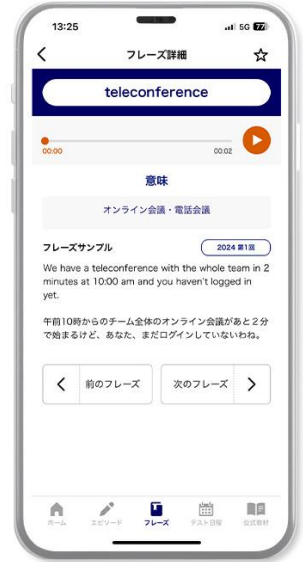 13:25
5G 77
フレーズ詳細
teleconference
00:00
00:02
意味
オンライン会議・電話会議
フレーズサンプル
2024 第1回
We have a teleconference with the whole team in 2
minutes at 10:00 am and you haven't logged in
yet.
午前10時からのチーム全体のオンライン会議があと２分
で始まるけど、あなた、まだログインしていないわね。
前のフレーズ
次のフレーズ
ホーム
エピソード
フレーズ
テスト日程
公式教材